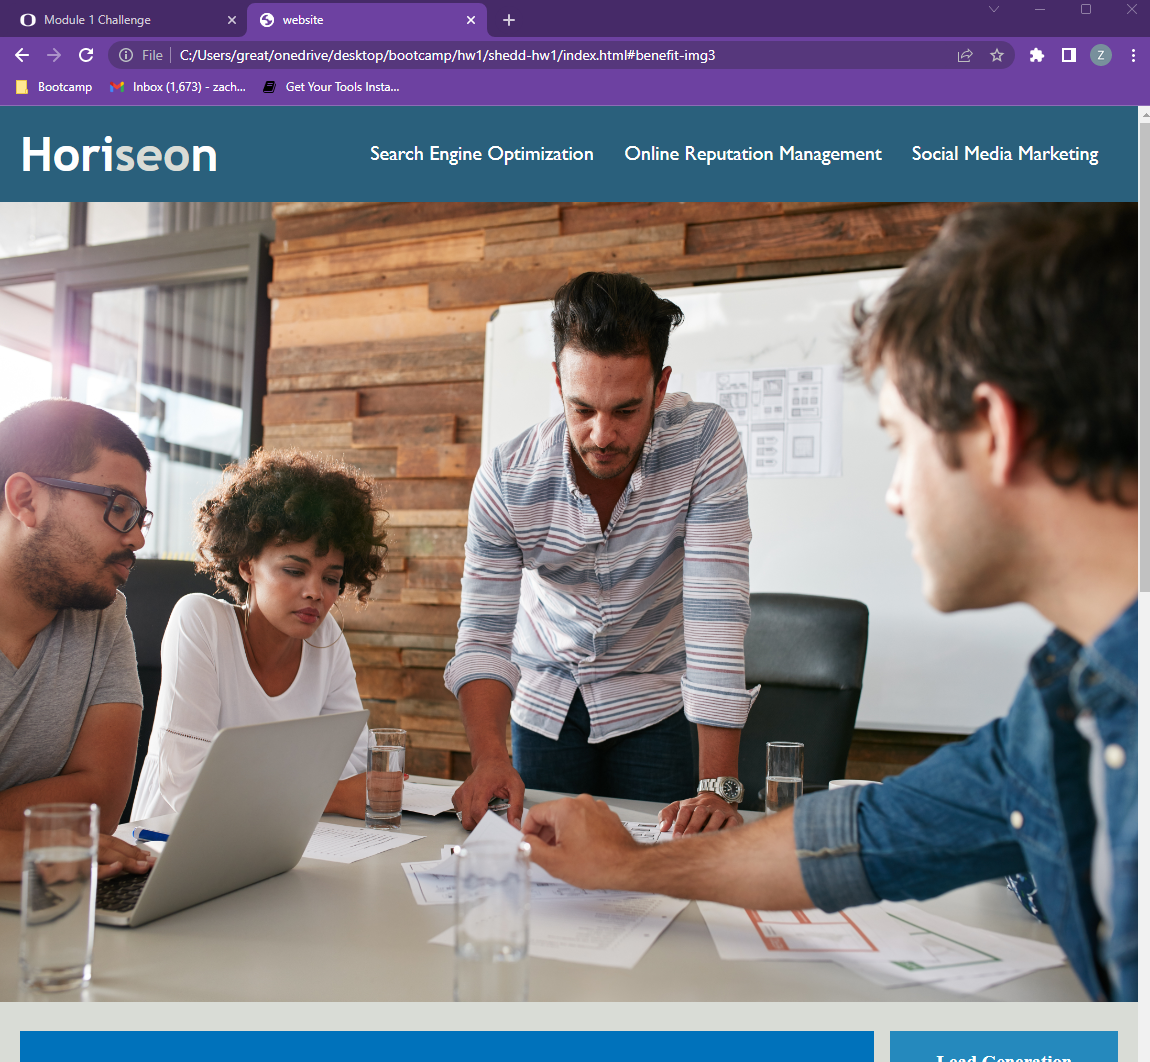 Module 1 Challenge
website
File
C:/Users/great/onedrive/desktop/bootcamp/hw1/shedd-hw1/index.html#benefit-img3
Z
Bootcamp
Inbox (1,673) - zach...
Get Your Tools Insta...
Horiseon
Search Engine Optimization
Online Reputation Management
Social Media Marketing
Lead Generation